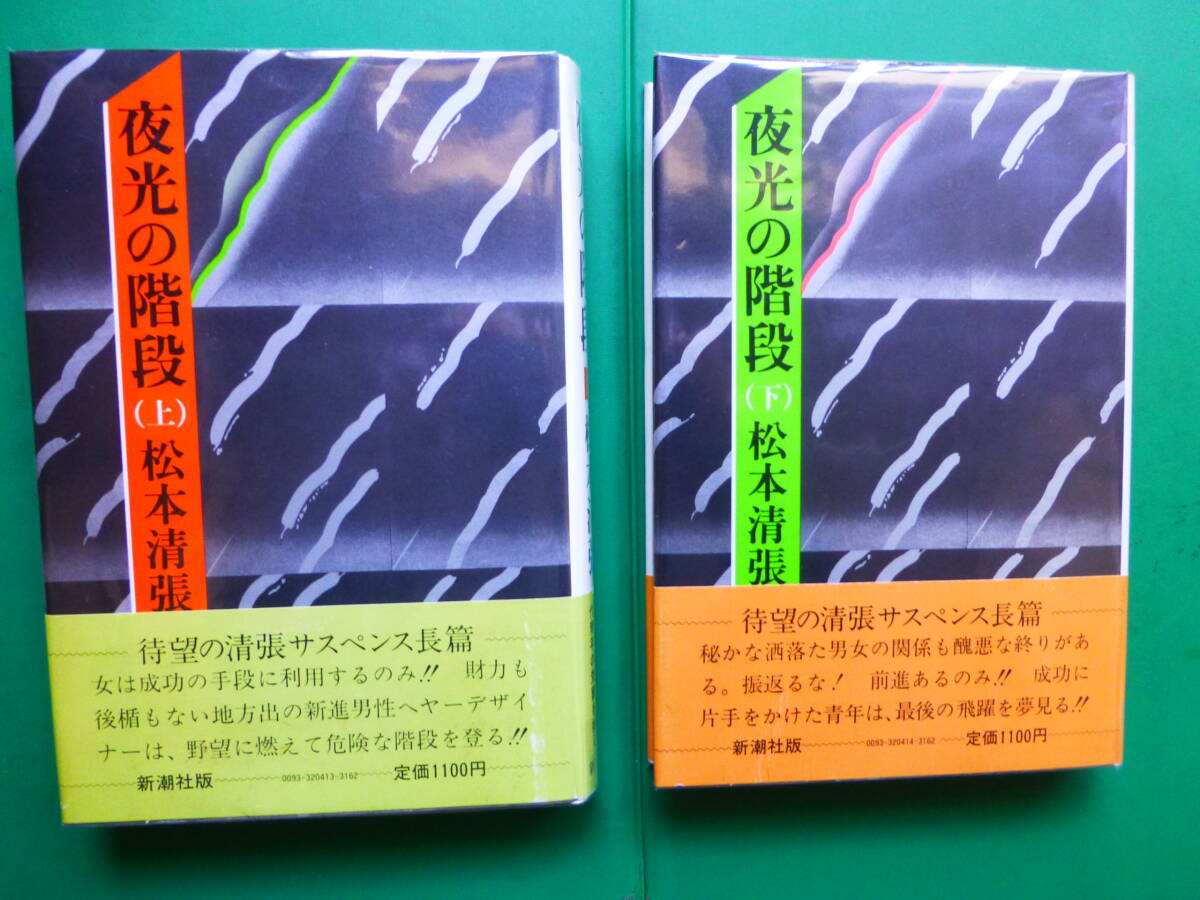 夜光の階段
(上)
松本清張
待望の清張サスペンス長篇
女は成功の手段に利用するのみ!! 財力も
後楯もない地方出の新進男性ヘヤーデザイ
ナーは、野望に燃えて危険な階段を登る!!
新潮社版 0093-320413-3162 定価1100円
夜光の階段
(下)
松本清張
待望の清張サスペンス長篇
秘かな洒落た男女の関係も醜悪な終りがあ
る。振返るな! 前進あるのみ!! 成功に
片手をかけた青年は、最後の飛躍を夢見る!!
新潮社版 0093-320414-3162 定価1100円